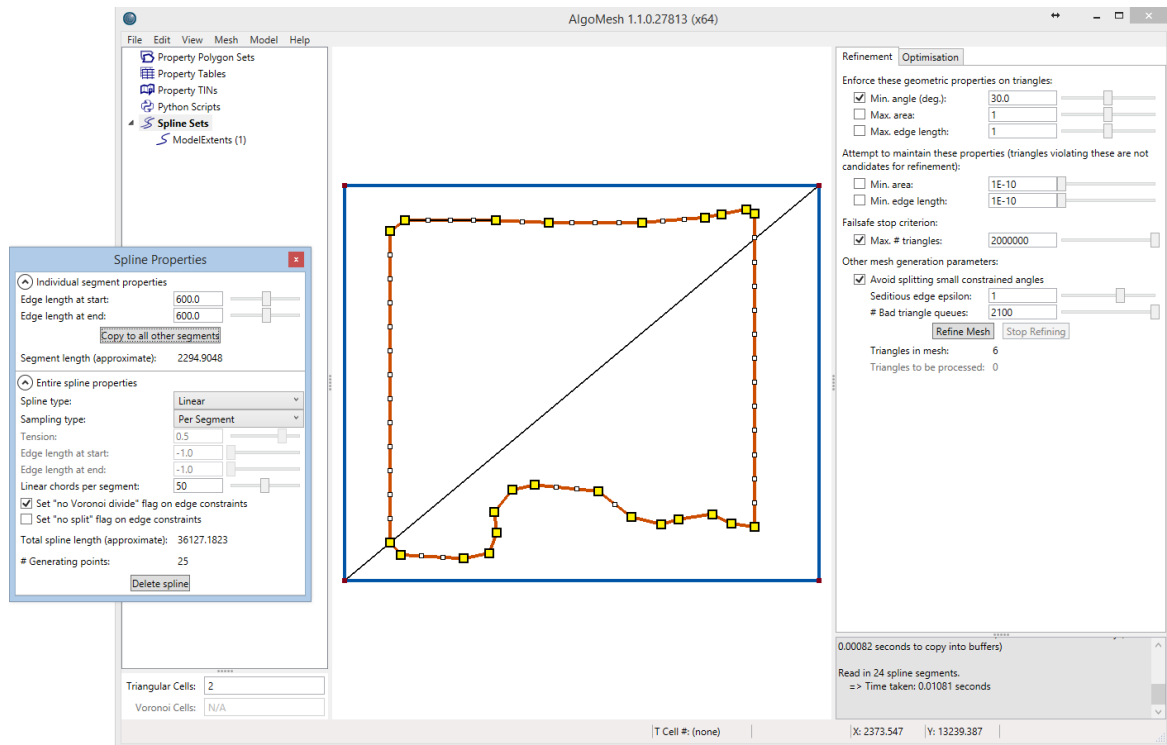 AlgoMesh 1.1.0.27813 (x64)
File Edit View Mesh Model Help
Property Polygon Sets
Property Tables
Property TINs
Python Scripts
Spline Sets
ModelExtents (1)
Spline Properties
Individual segment properties
Edge length at start: 600.0
Edge length at end: 600.0
Copy to all other segments
Segment length (approximate): 2294.9048
Entire spline properties
Spline type: Linear
Sampling type: Per Segment
Tension: 0.5
Edge length at start: -1.0
Edge length at end: -1.0
Linear chords per segment: 50
Set "no Voronoi divide" flag on edge constraints
Set "no split" flag on edge constraints
Total spline length (approximate): 36127.1823
# Generating points: 25
Delete spline
Triangular Cells: 2
Voronoi Cells: N/A
Refinement Optimisation
Enforce these geometric properties on triangles:
Min. angle (deg.): 30.0
Max. area: 1
Max. edge length: 1
Attempt to maintain these properties (triangles violating these are not
candidates for refinement):
Min. area: 1E-10
Min. edge length: 1E-10
Failsafe stop criterion:
Max. # triangles: 2000000
Other mesh generation parameters:
Avoid splitting small constrained angles
Seditious edge epsilon: 1
# Bad triangle queues: 2100
Refine Mesh Stop Refining
Triangles in mesh: 6
Triangles to be processed: 0
0.00082 seconds to copy into buffers)
Read in 24 spline segments.
=> Time taken: 0.01081 seconds
T Cell #: (none) X: 2373.547 Y: 13239.387